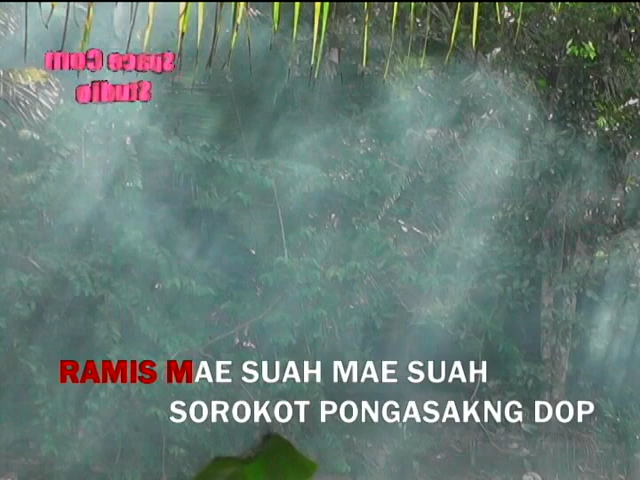 Space Com
Studio
RAMIS MAE SUAH MAE SUAH
SOROKOT PONGASAKNG DOP